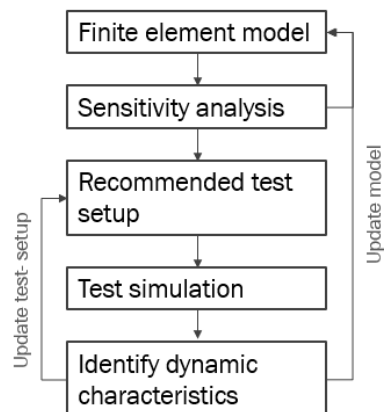 Finite element model
Sensitivity analysis
Recommended test
setup
Test simulation
Identify dynamic
characteristics
Update test- setup
Update model